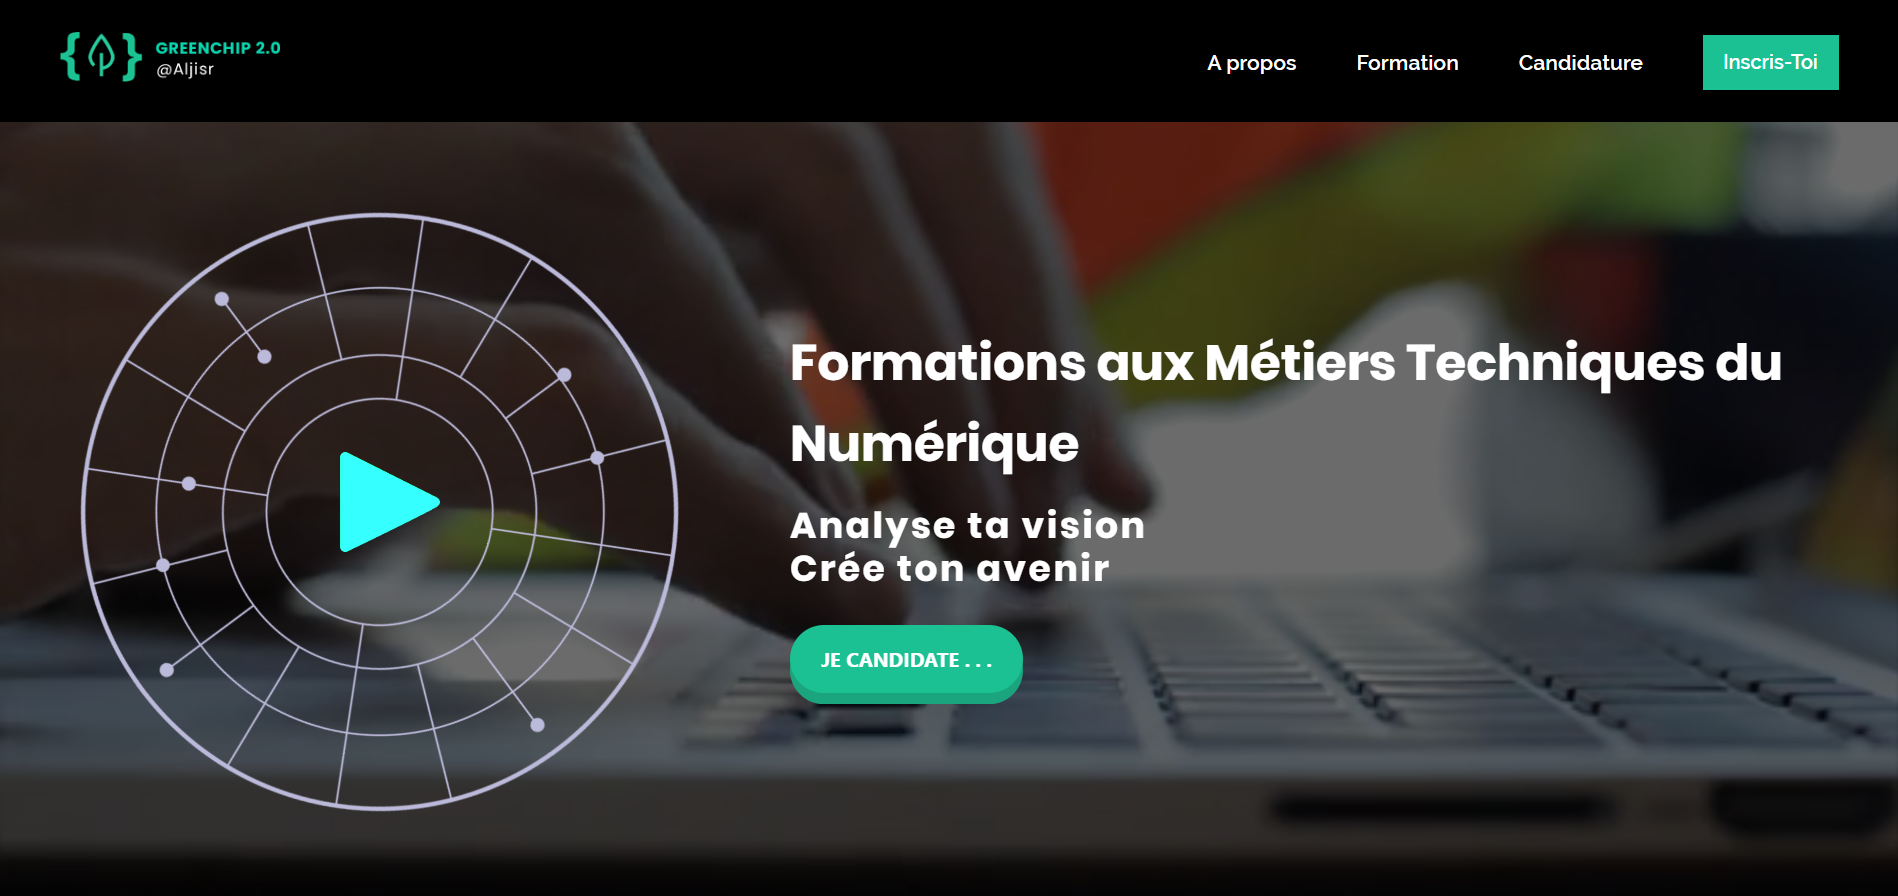 GREENCHIP 2.0
@Aljisr
A propos
Formation
Candidature
Inscris-Toi
Formations aux Métiers Techniques du
Numérique
Analyse ta vision
Crée ton avenir
JE CANDIDATE . . .